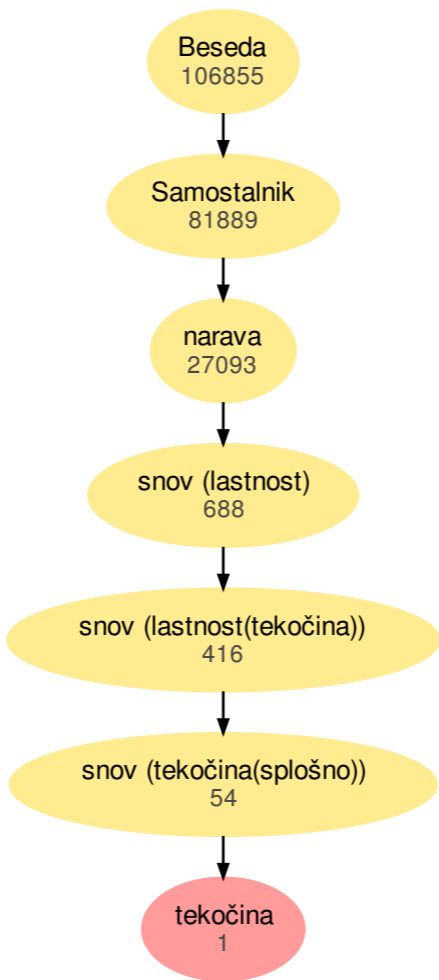 Beseda
106855
Samostalnik
81889
narava
27093
snov (lastnost)
688
snov (lastnost(tekočina))
416
snov (tekočina(splošno))
54
tekočina
1